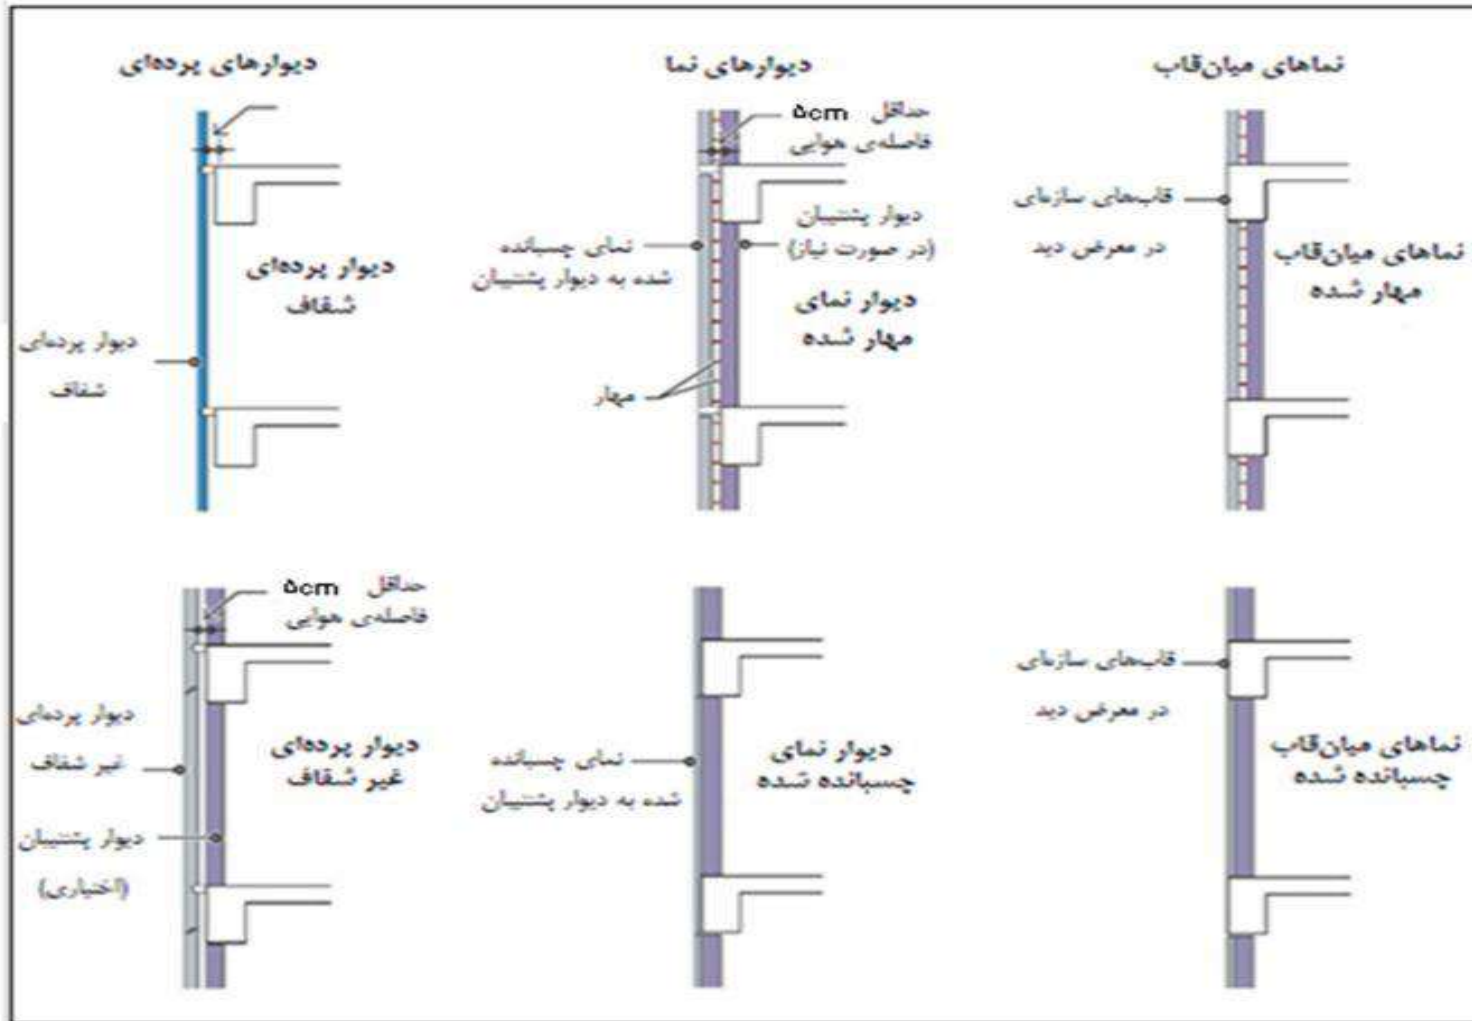 نماهای میان‌قاب
دیوارهای نما
دیوارهای پرده‌ای
قاب‌های سازه‌ای
در معرض دید
نماهای میان‌قاب
مهار شده
حداقل ۵cm
فاصله‌ی هوایی
دیوار پشتیبان
(در صورت نیاز)
نمای چسبانده
شده به دیوار پشتیبان
دیوار نمای
مهار شده
مهار
دیوار پرده‌ای
شفاف
دیوار پرده‌ای
شفاف
قاب‌های سازه‌ای
در معرض دید
نماهای میان‌قاب
چسبانده شده
دیوار نمای
چسبانده شده
نمای چسبانده
شده به دیوار پشتیبان
حداقل ۵cm
فاصله‌ی هوایی
دیوار پرده‌ای
غیر شفاف
دیوار پرده‌ای
غیر شفاف
دیوار پشتیبان
(اختیاری)